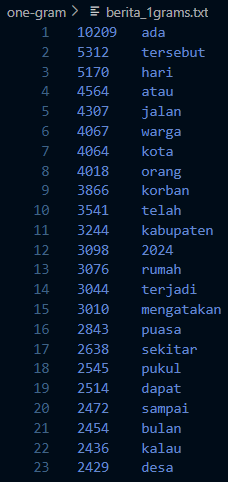 one-gram > berita_1grams.txt
1 10209 ada
2 5312 tersebut
3 5170 hari
4 4564 atau
5 4307 jalan
6 4067 warga
7 4064 kota
8 4018 orang
9 3866 korban
10 3541 telah
11 3244 kabupaten
12 3098 2024
13 3076 rumah
14 3044 terjadi
15 3010 mengatakan
16 2843 puasa
17 2638 sekitar
18 2545 pukul
19 2514 dapat
20 2472 sampai
21 2454 bulan
22 2436 kalau
23 2429 desa